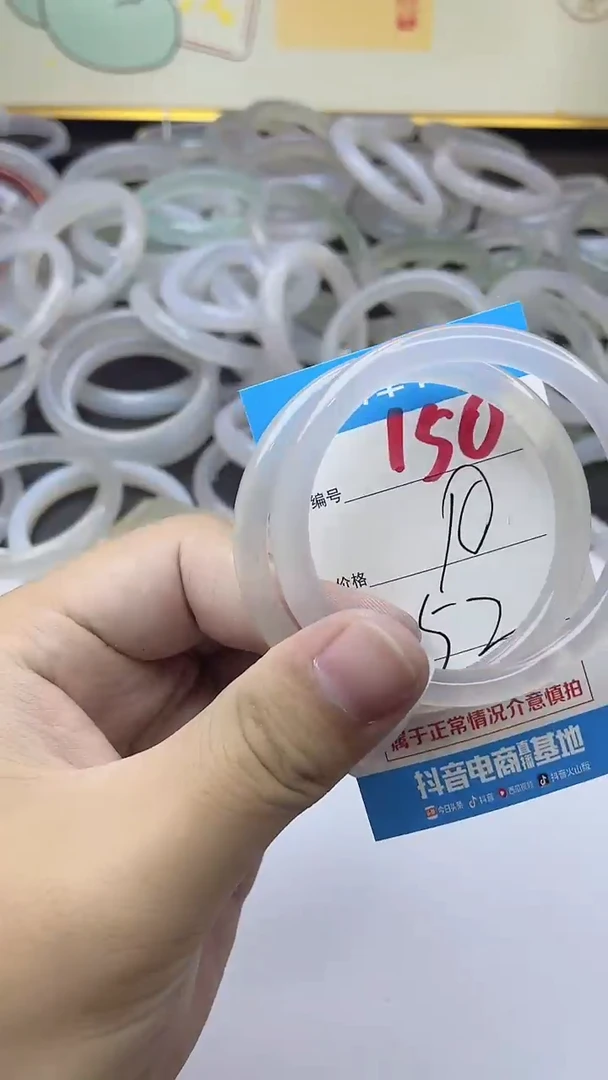 150
编号
10
价格
52
属于正常情况介意慎拍
抖音电商直播基地
今日头条 抖音 西瓜视频 抖音火山版